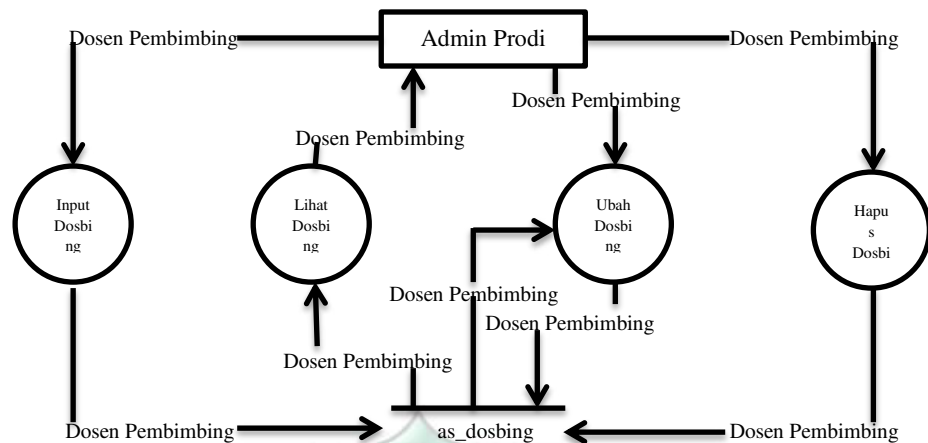 Dosen Pembimbing
Admin Prodi
Dosen Pembimbing
Dosen Pembimbing
Dosen Pembimbing
Input
Dosbi
ng
Lihat
Dosbi
ng
Ubah
Dosbi
ng
Hapu
s
Dosbi
Dosen Pembimbing
Dosen Pembimbing
Dosen Pembimbing
Dosen Pembimbing
as_dosbing
Dosen Pembimbing